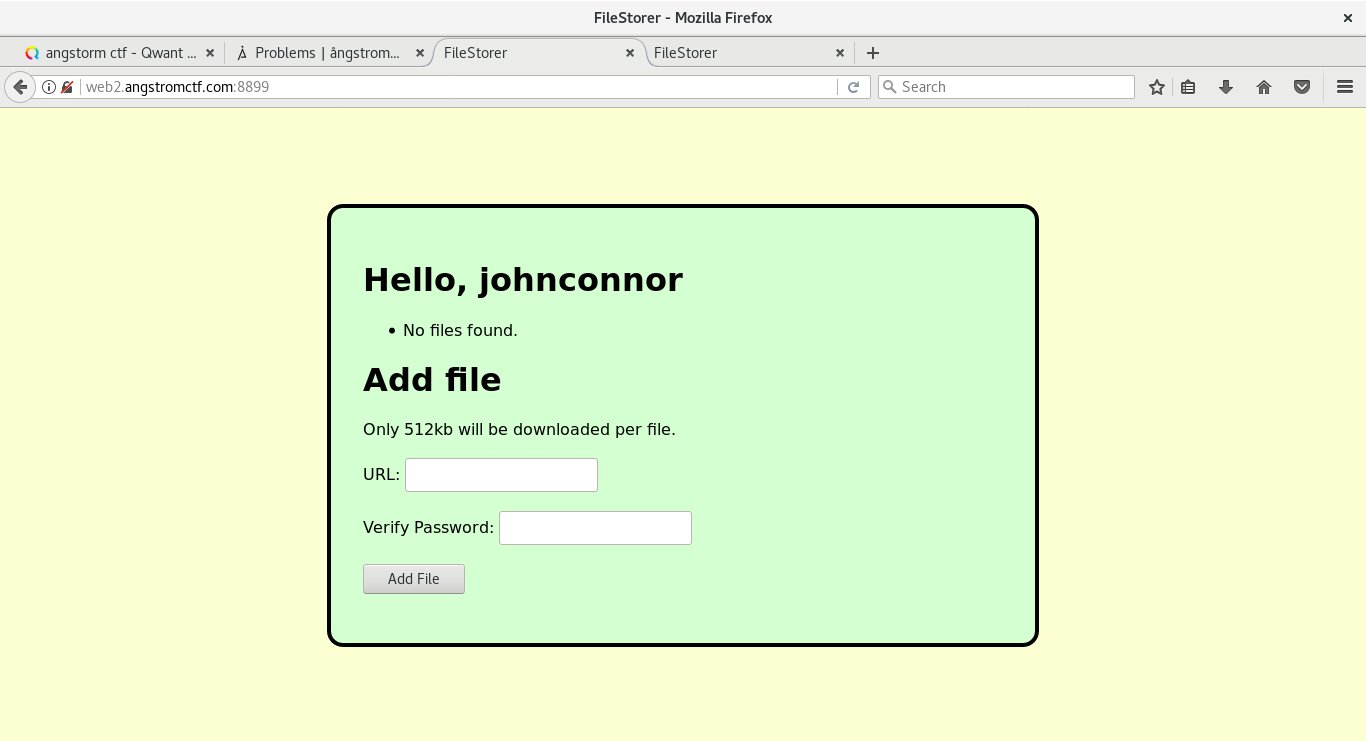 FileStorer - Mozilla Firefox
angstorm ctf - Qwant ...
Problems | ångstrom...
FileStorer
FileStorer
web2.angstromctf.com:8899
Search
Hello, johnconnor
No files found.
Add file
Only 512kb will be downloaded per file.
URL:
Verify Password:
Add File